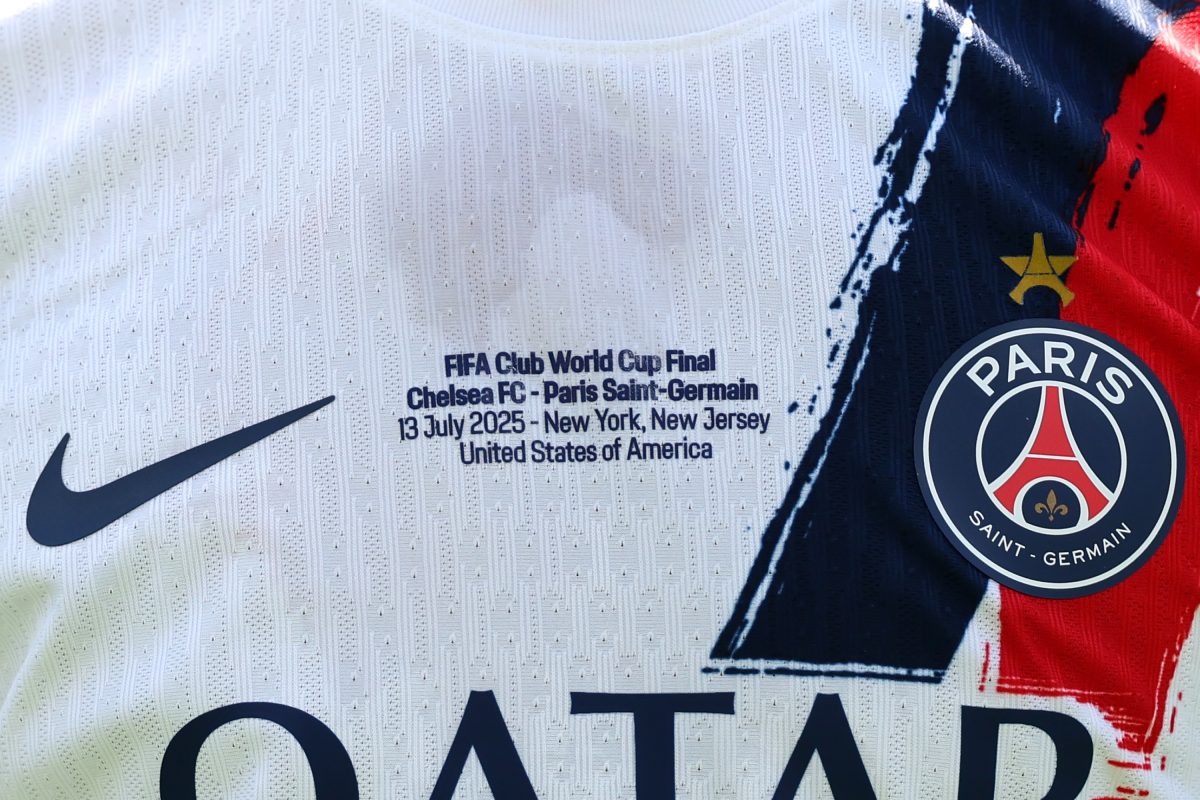 FIFA Club World Cup Final
Chelsea FC - Paris Saint-Germain
13 July 2025 - New York, New Jersey
United States of America
PARIS
SAINT - GERMAIN
QATAR